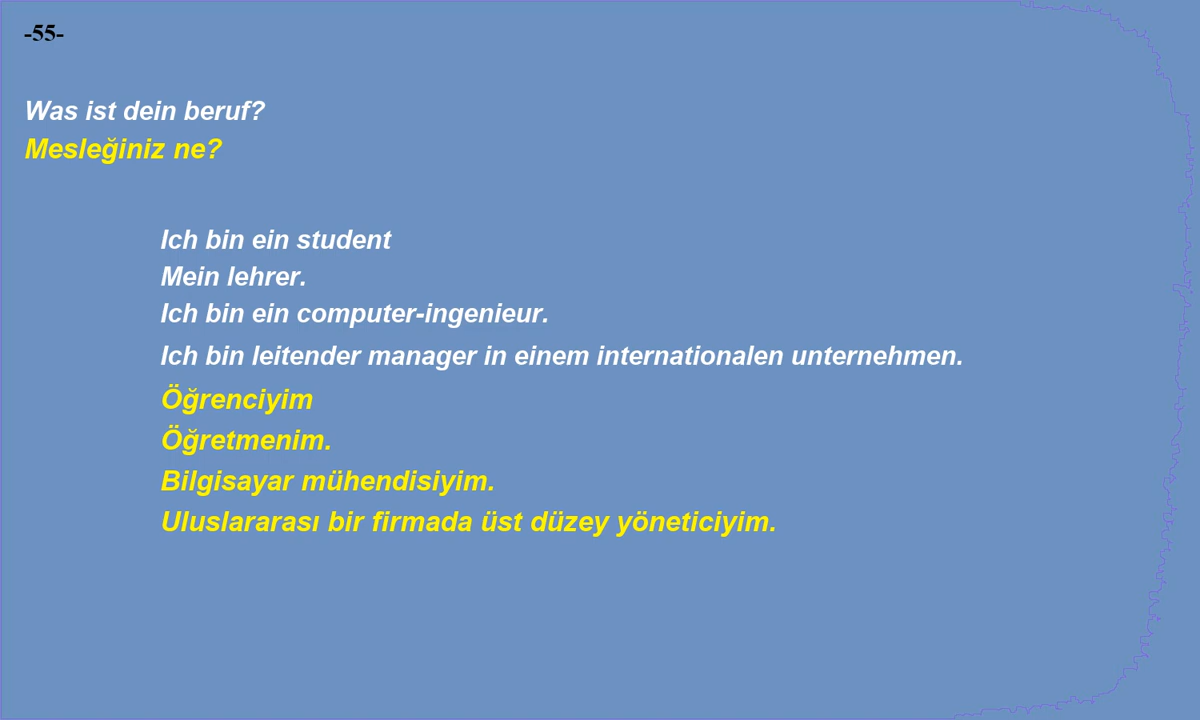 -55-
Was ist dein beruf?
Mesleğiniz ne?
Ich bin ein student
Mein lehrer.
Ich bin ein computer-ingenieur.
Ich bin leitender manager in einem internationalen unternehmen.
Öğrenciyim
Öğretmenim.
Bilgisayar mühendisiyim.
Uluslararası bir firmada üst düzey yöneticiyim.